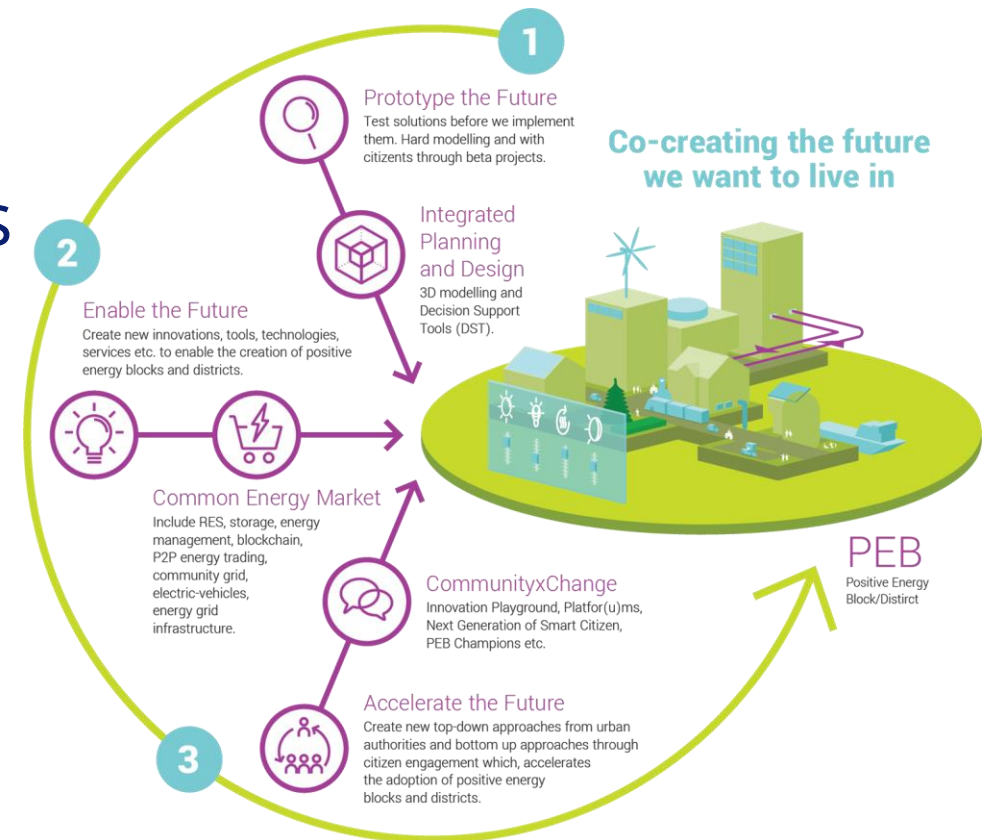 1
Prototype the Future
Test solutions before we implement
them. Hard modelling and with
citizents through beta projects.
Co-creating the future
we want to live in
s
2
Integrated
Planning
and Design
3D modelling and
Decision Support
Tools (DST).
Enable the Future
Create new innovations, tools, technologies,
services etc. to enable the creation of positive
energy blocks and districts.
Common Energy Market
Include RES, storage, energy
management, blockchain,
P2P energy trading,
community grid,
electric-vehicles,
energy grid
infrastructure.
PEB
Positive Energy
Block/Distirct
CommunityxChange
Innovation Playground, Platfor(u)ms,
Next Generation of Smart Citizen,
PEB Champions etc.
3
Accelerate the Future
Create new top-down approaches from urban
authorities and bottom up approaches through
citizen engagement which, accelerates
the adoption of positive energy
blocks and districts.